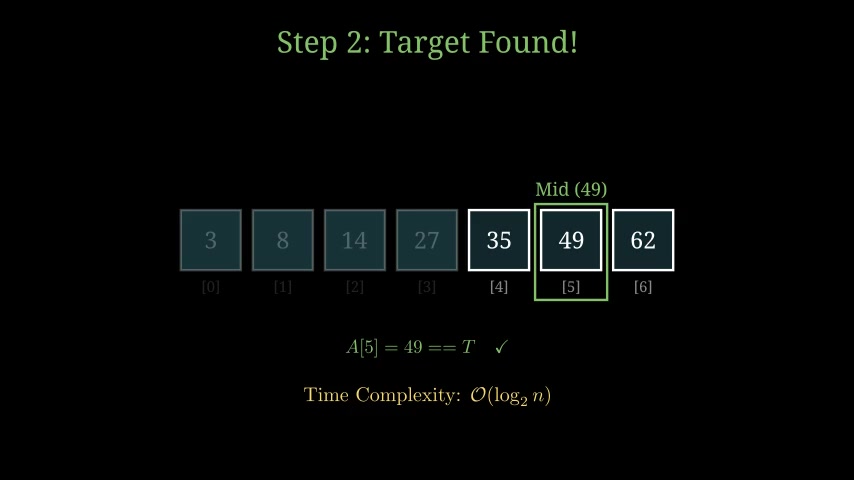 Step 2: Target Found!
Mid (49)
3 8 14 27 35 49 62
[0] [1] [2] [3] [4] [5] [6]
A[5] = 49 == T ✓
Time Complexity: O(log₂ n)